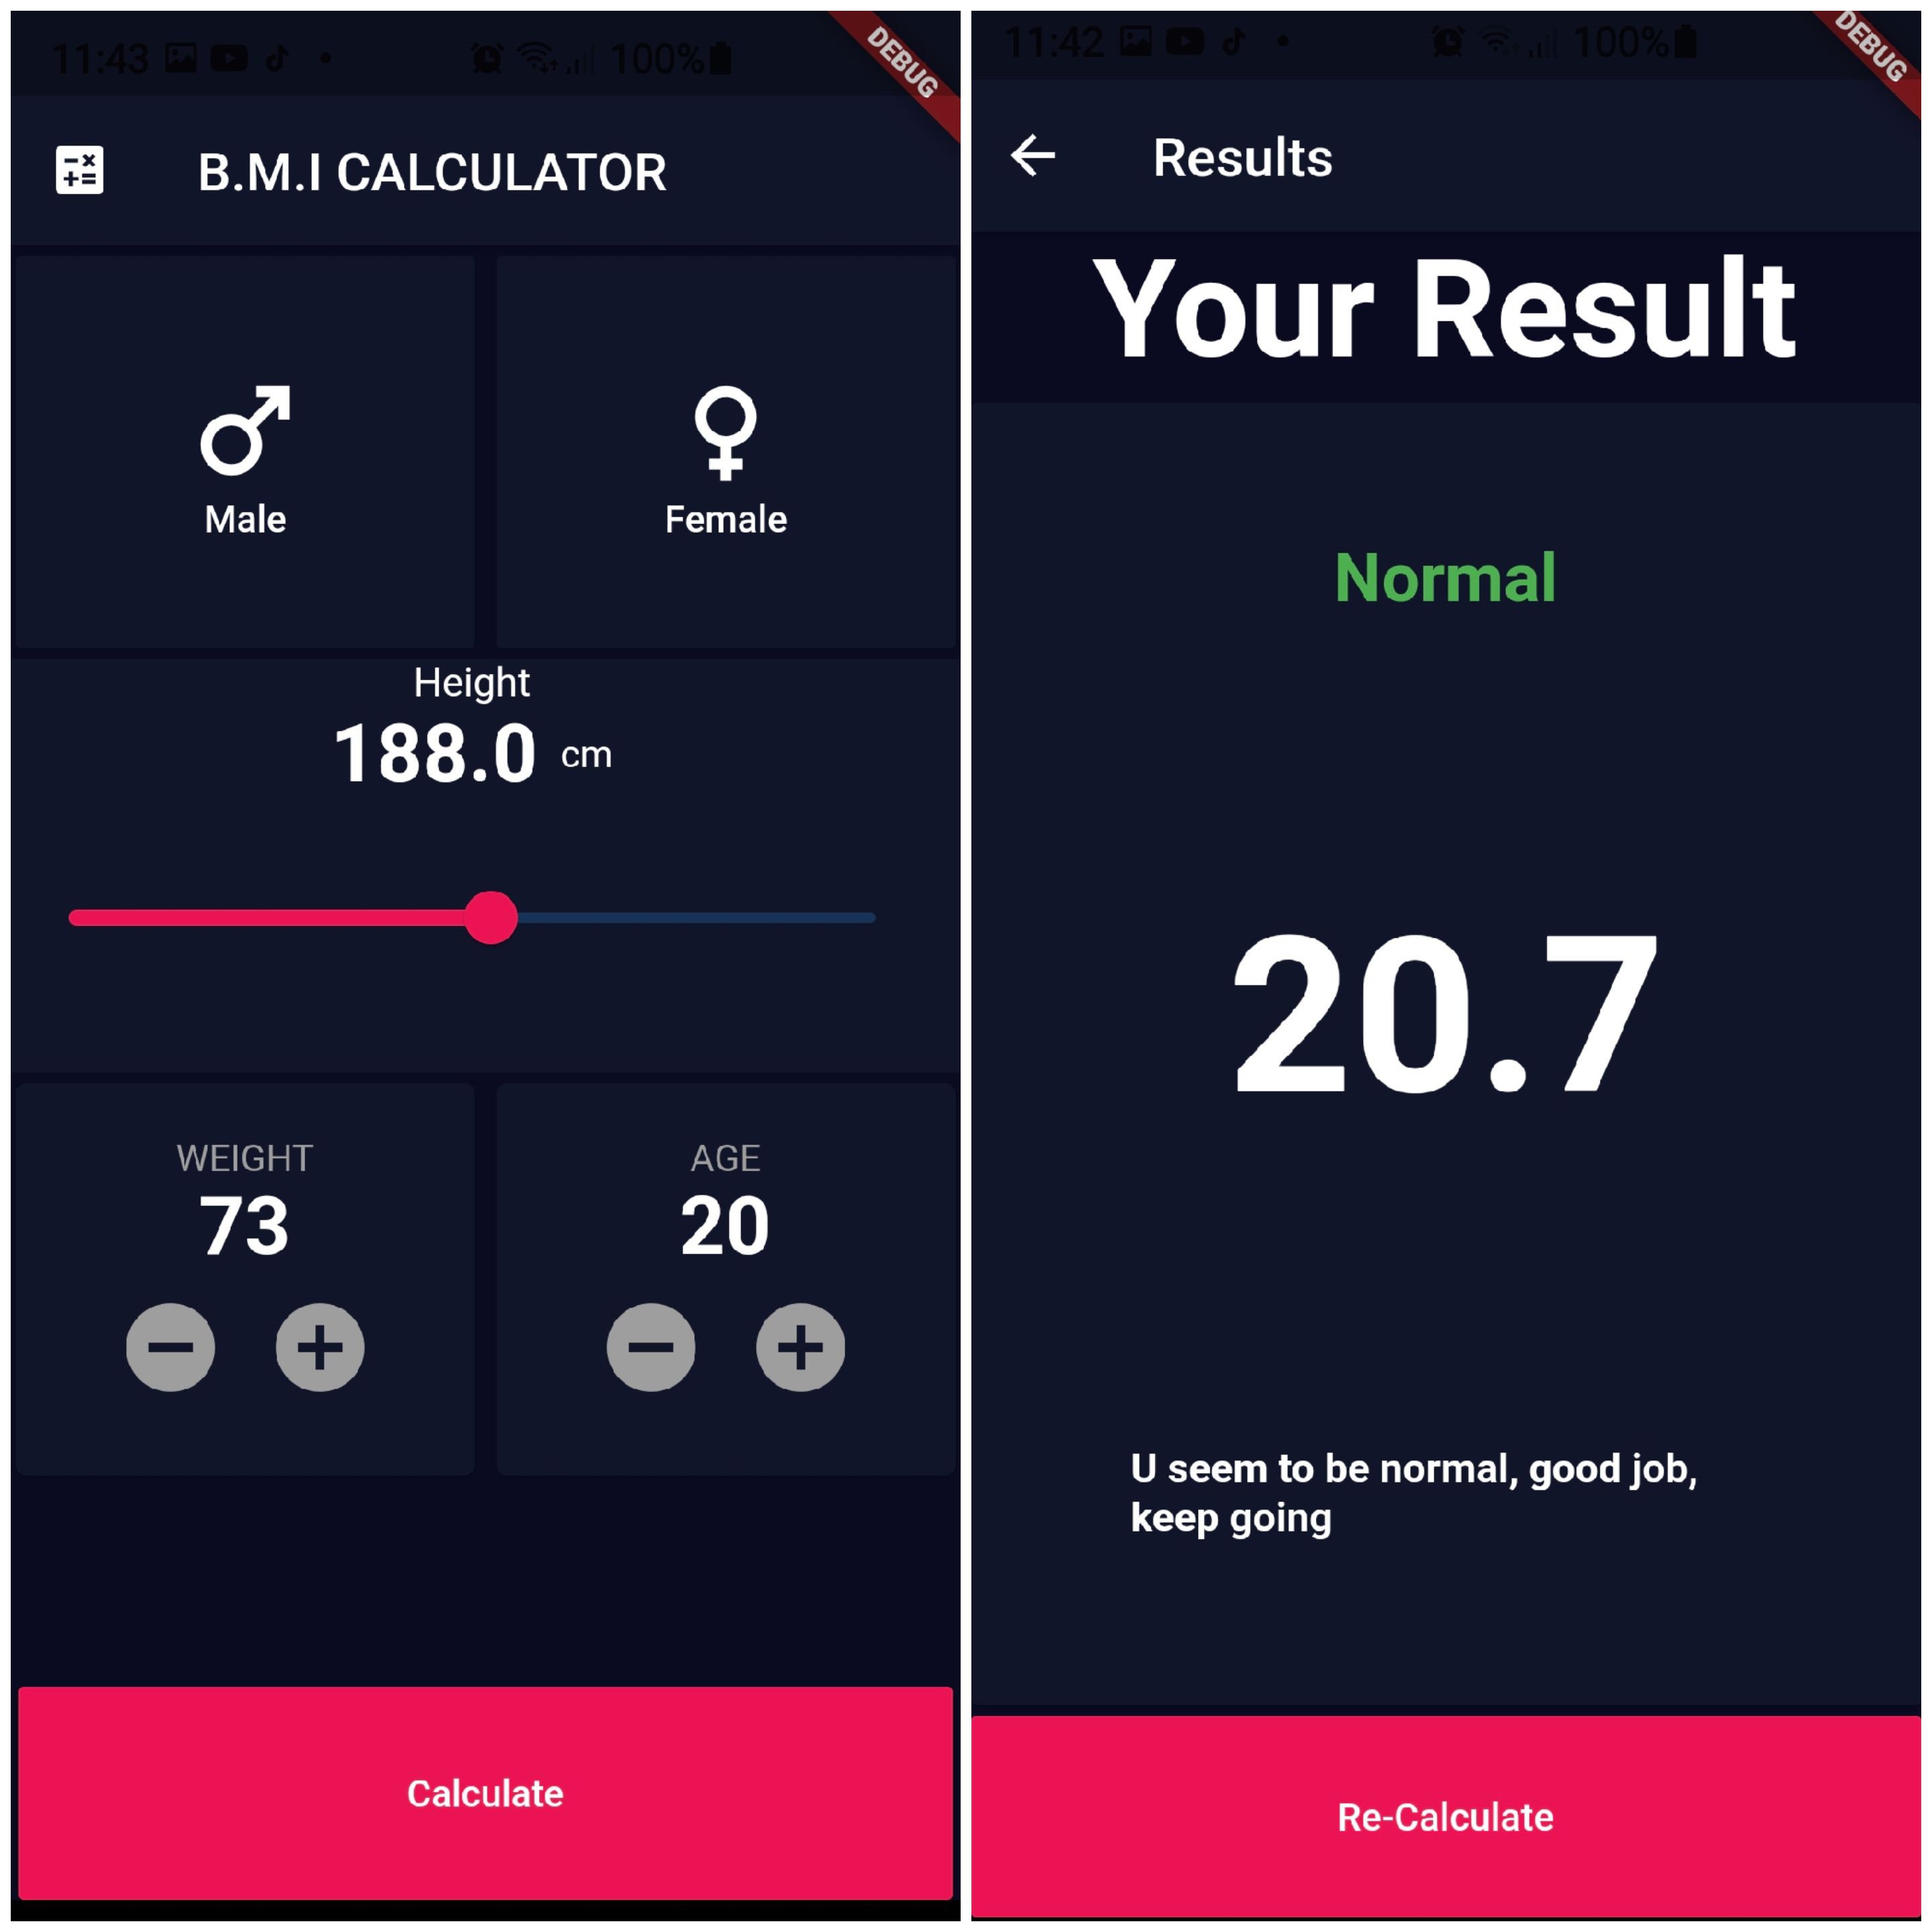 11:43 100%
DEBUG
B.M.I CALCULATOR
Male
Female
Height
188.0 cm
WEIGHT
73
AGE
20
Calculate
11:42 100%
DEBUG
Results
Your Result
Normal
20.7
U seem to be normal, good job,
keep going
Re-Calculate